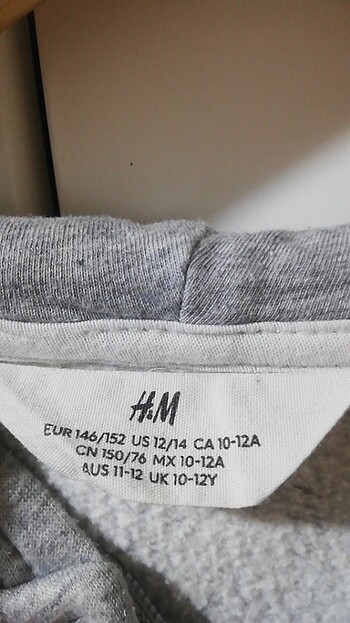 H&M
EUR 146/152 US 12/14 CA 10-12A
CN 150/76 MX 10-12A
AUS 11-12 UK 10-12Y